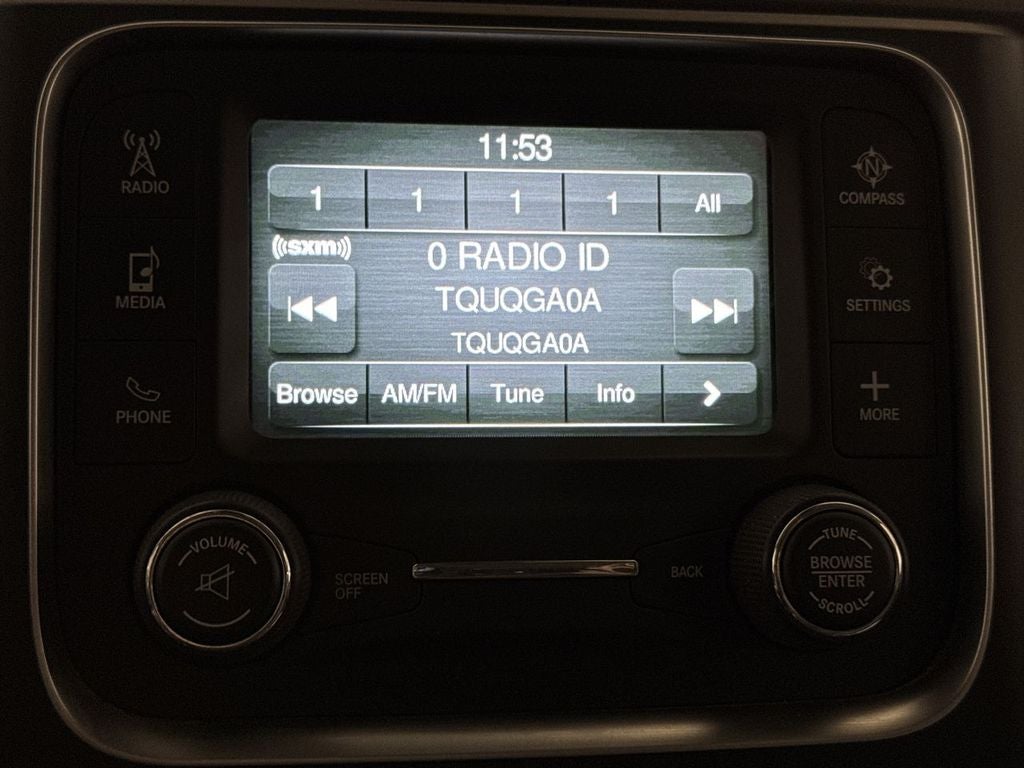 11:53
1 1 1 1 All
((sxm))
0 RADIO ID
TQUQGA0A
TQUQGA0A
Browse AM/FM Tune Info
RADIO
MEDIA
PHONE
N
COMPASS
SETTINGS
MORE
VOLUME
SCREEN
OFF
BACK
TUNE
BROWSE
ENTER
SCROLL